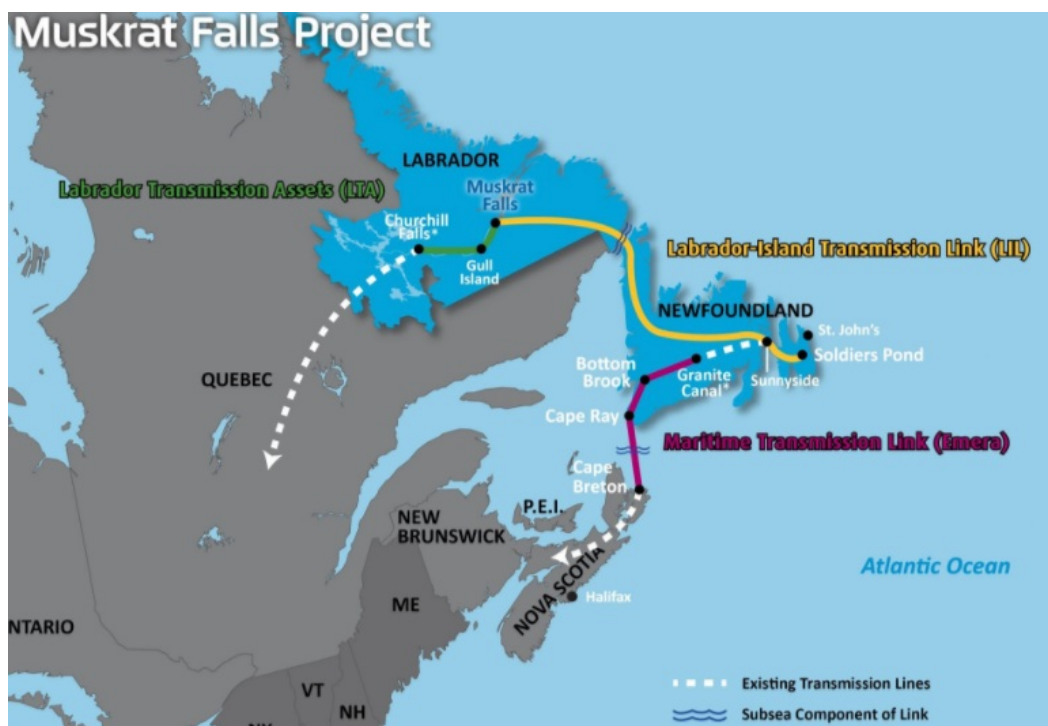 Muskrat Falls Project
LABRADOR
Labrador Transmission Assets (LTA)
Muskrat
Falls
Churchill
Falls*
Gull
Island
Labrador-Island Transmission Link (LIL)
NEWFOUNDLAND
St. John's
Soldiers Pond
Sunnyside
Bottom
Brook
Granite
Canal*
QUEBEC
Cape Ray
Maritime Transmission Link (Emera)
Cape
Breton
P.E.I.
NEW
BRUNSWICK
NOVA SCOTIA
Halifax
Atlantic Ocean
ME
NTARIO
VT
NH
Existing Transmission Lines
Subsea Component of Link